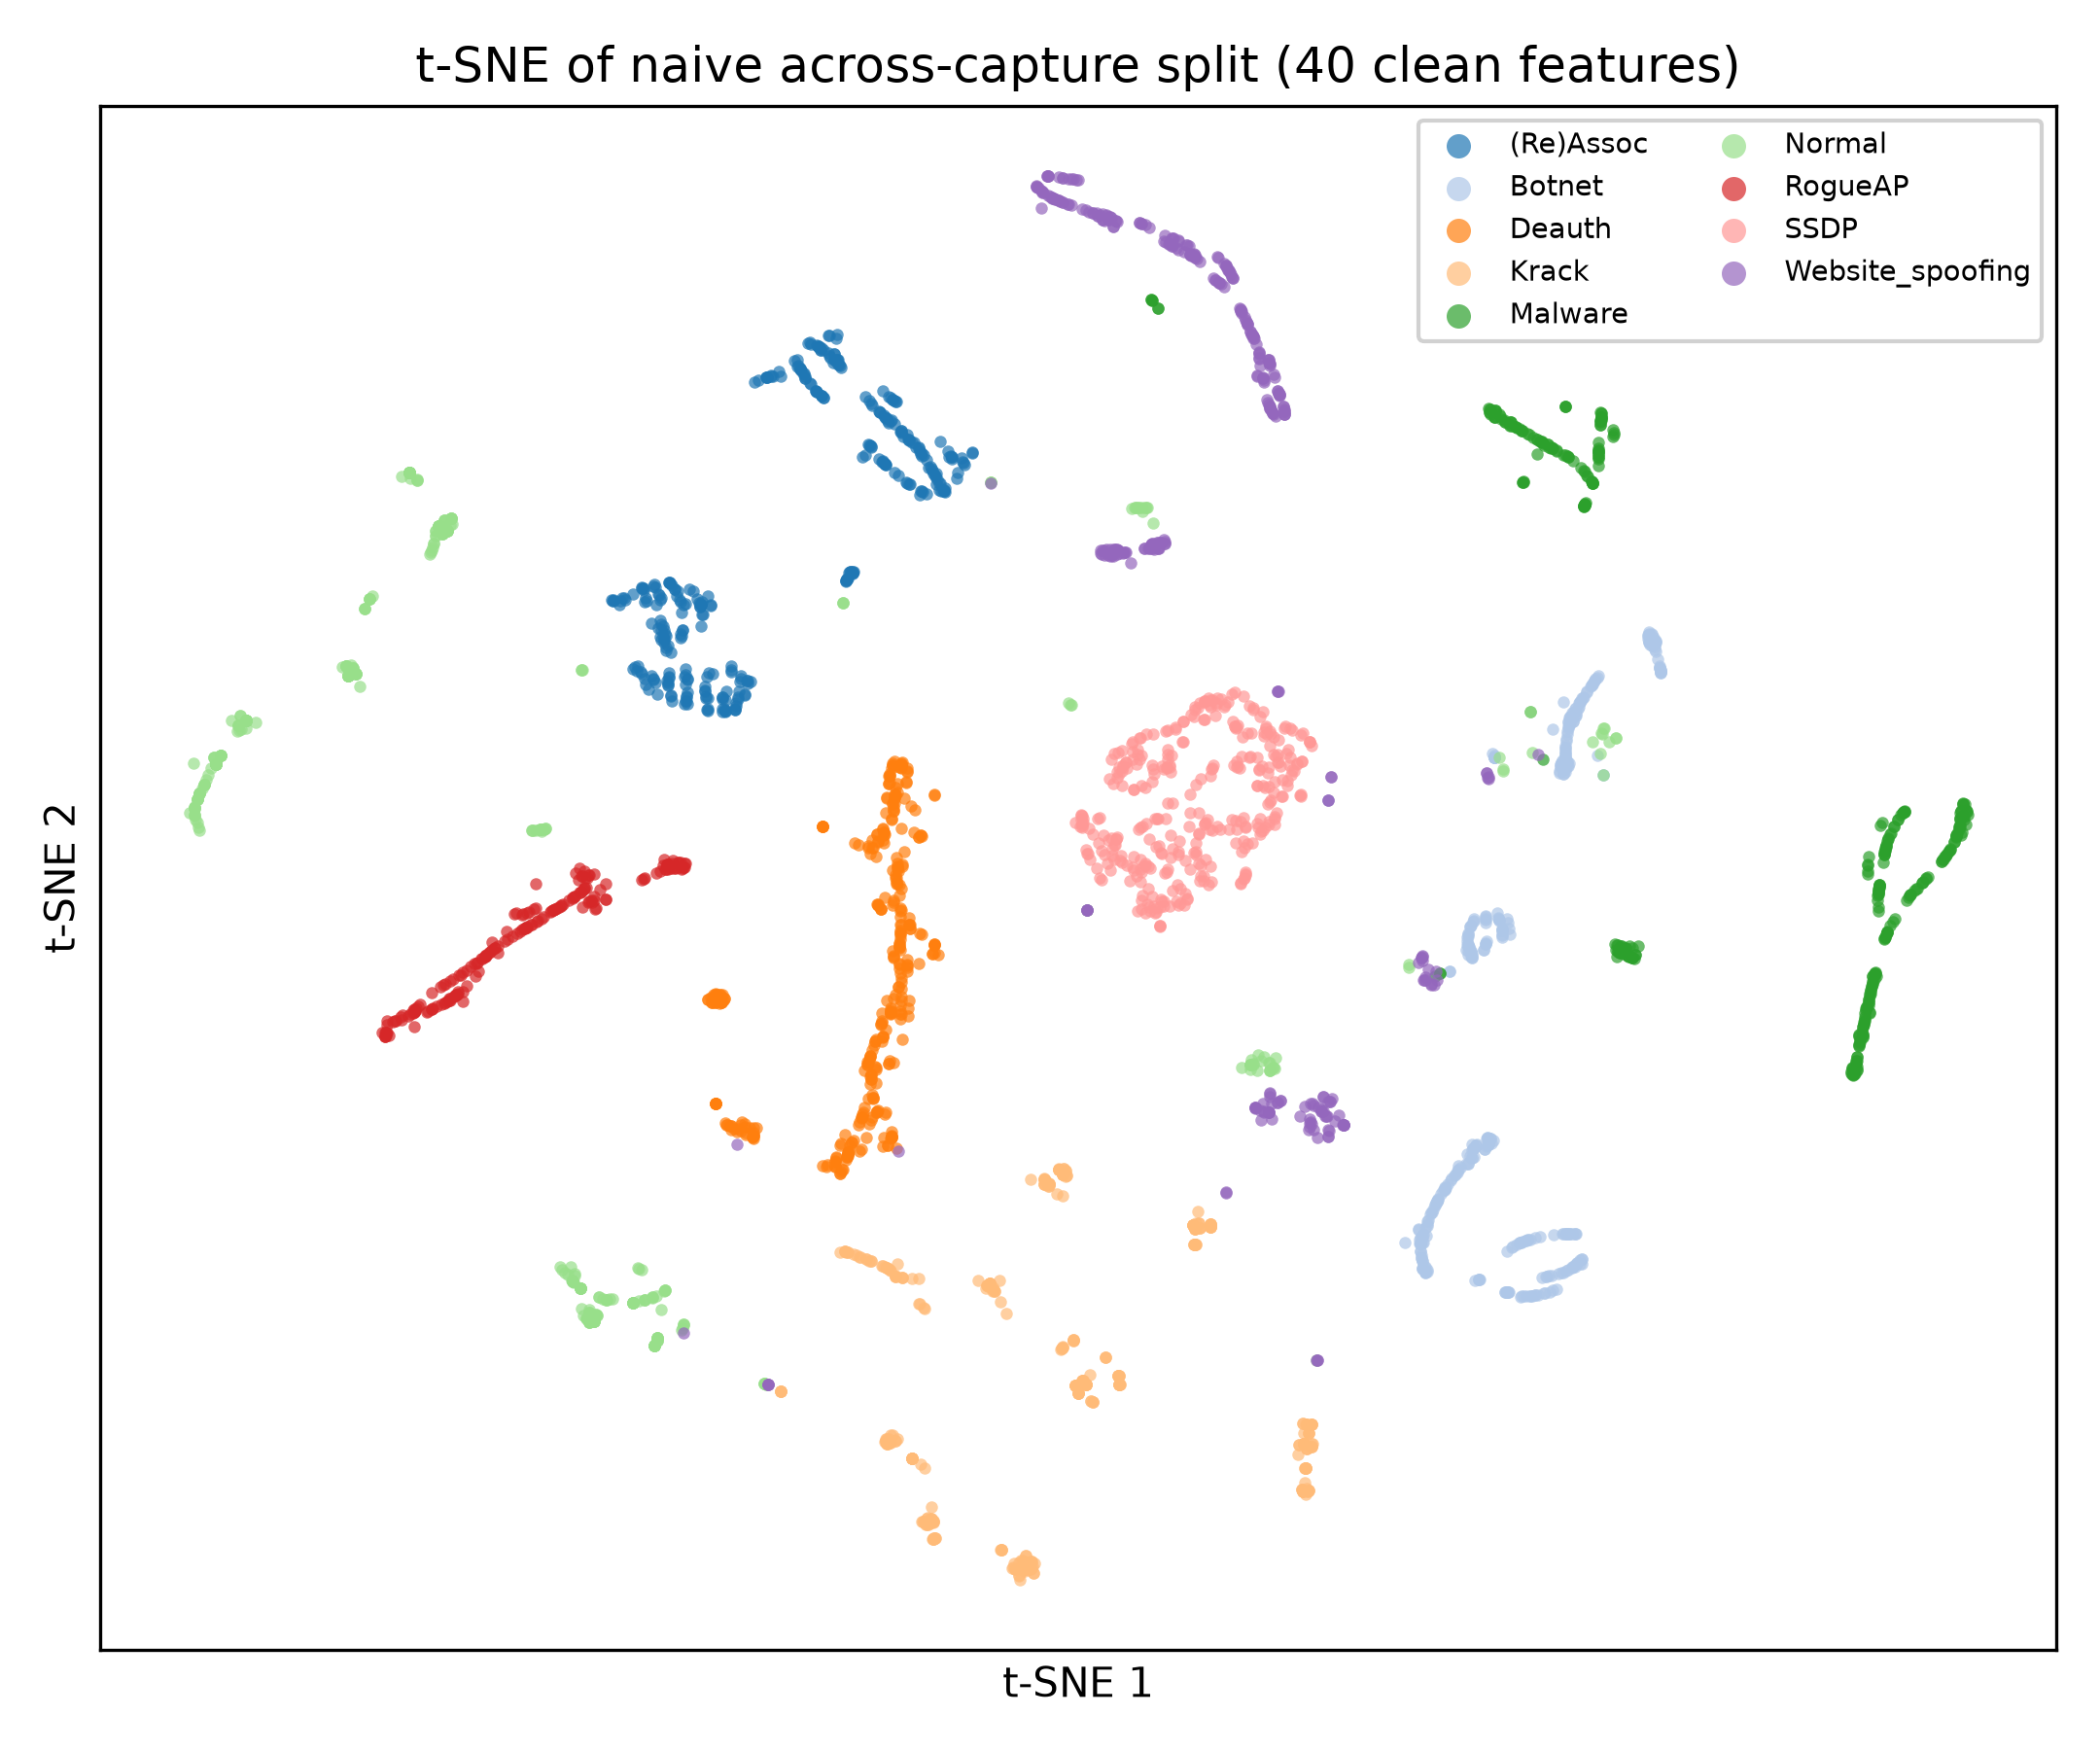 t-SNE of naive across-capture split (40 clean features)
(Re)Assoc
Botnet
Deauth
Krack
Malware
Normal
RogueAP
SSDP
Website_spoofing
t-SNE 2
t-SNE 1